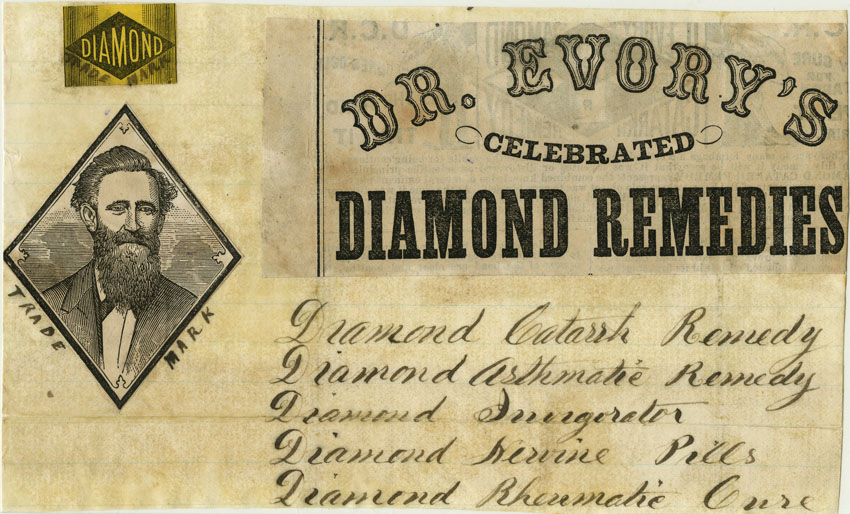 DIAMOND
TRADE MARK
DR. EVORY'S
CELEBRATED
DIAMOND REMEDIES
TRADE MARK
Diamond Catarrh Remedy
Diamond Asthmatic Remedy
Diamond Invigorator
Diamond Nervine Pills
Diamond Rheumatic Cure